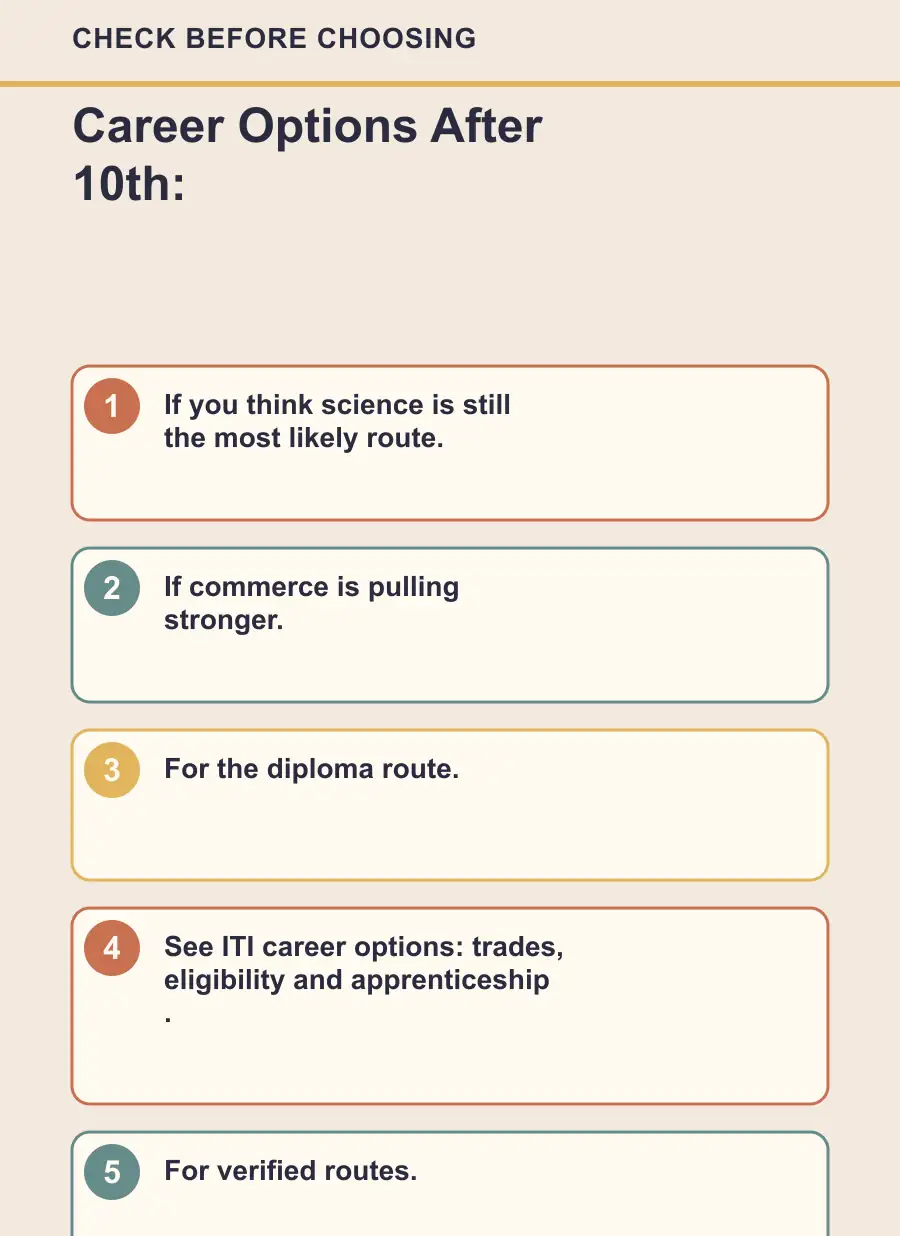 CHECK BEFORE CHOOSING
Career Options After
10th:
1
If you think science is still
the most likely route.
2
If commerce is pulling
stronger.
3
For the diploma route.
4
See ITI career options: trades,
eligibility and apprenticeship
.
5
For verified routes.